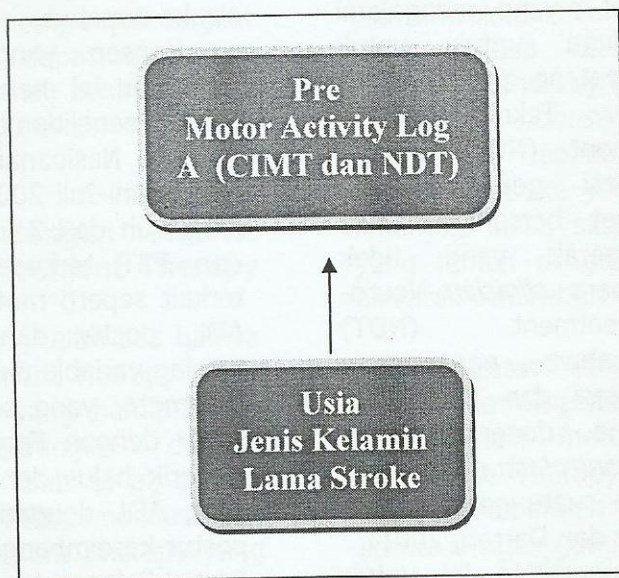 Pre
Motor Activity Log
A (CIMT dan NDT)
Usia
Jenis Kelamin
Lama Stroke